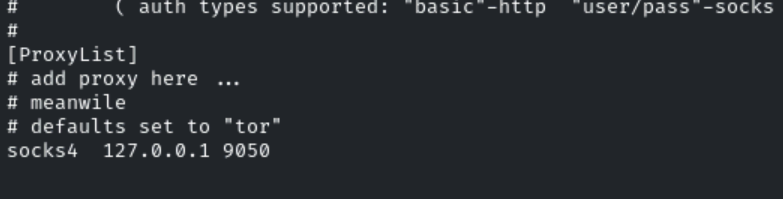 #        ( auth types supported: "basic"-http  "user/pass"-socks
#
[ProxyList]
# add proxy here ...
# meanwile
# defaults set to "tor"
socks4  127.0.0.1 9050